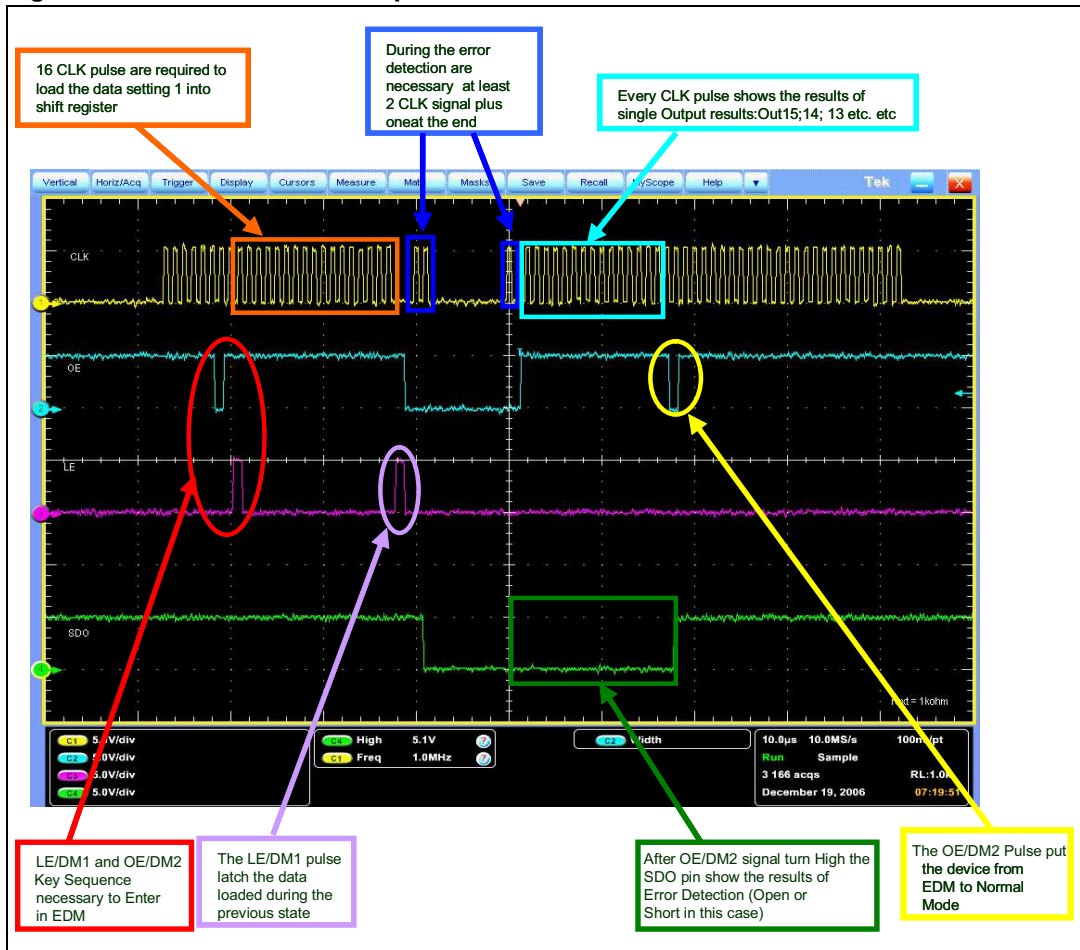 16 CLK pulse are required to
load the data setting 1 into
shift register
During the error
detection are
necessary at least
2 CLK signal plus
oneat the end
Every CLK pulse shows the results of
single Output results:Out15;14; 13 etc. etc
Vertical Horiz/Acq Trigger Display Cursors Measure Masks Save Recall MyScope Help Tek
CLK
OE
LE
SDO
= 1kohm
C1 5.0V/div
C2 5.0V/div
C3 5.0V/div
C4 5.0V/div
C4 High 5.1V
C1 Freq 1.0MHz
C2 Width
10.0µs 10.0MS/s
Run Sample
3 166 acqs
December 19, 2006 07:19:51
LE/DM1 and OE/DM2
Key Sequence
necessary to Enter
in EDM
The LE/DM1 pulse
latch the data
loaded during the
previous state
After OE/DM2 signal turn High the
SDO pin show the results of
Error Detection (Open or
Short in this case)
The OE/DM2 Pulse put
the device from
EDM to Normal
Mode